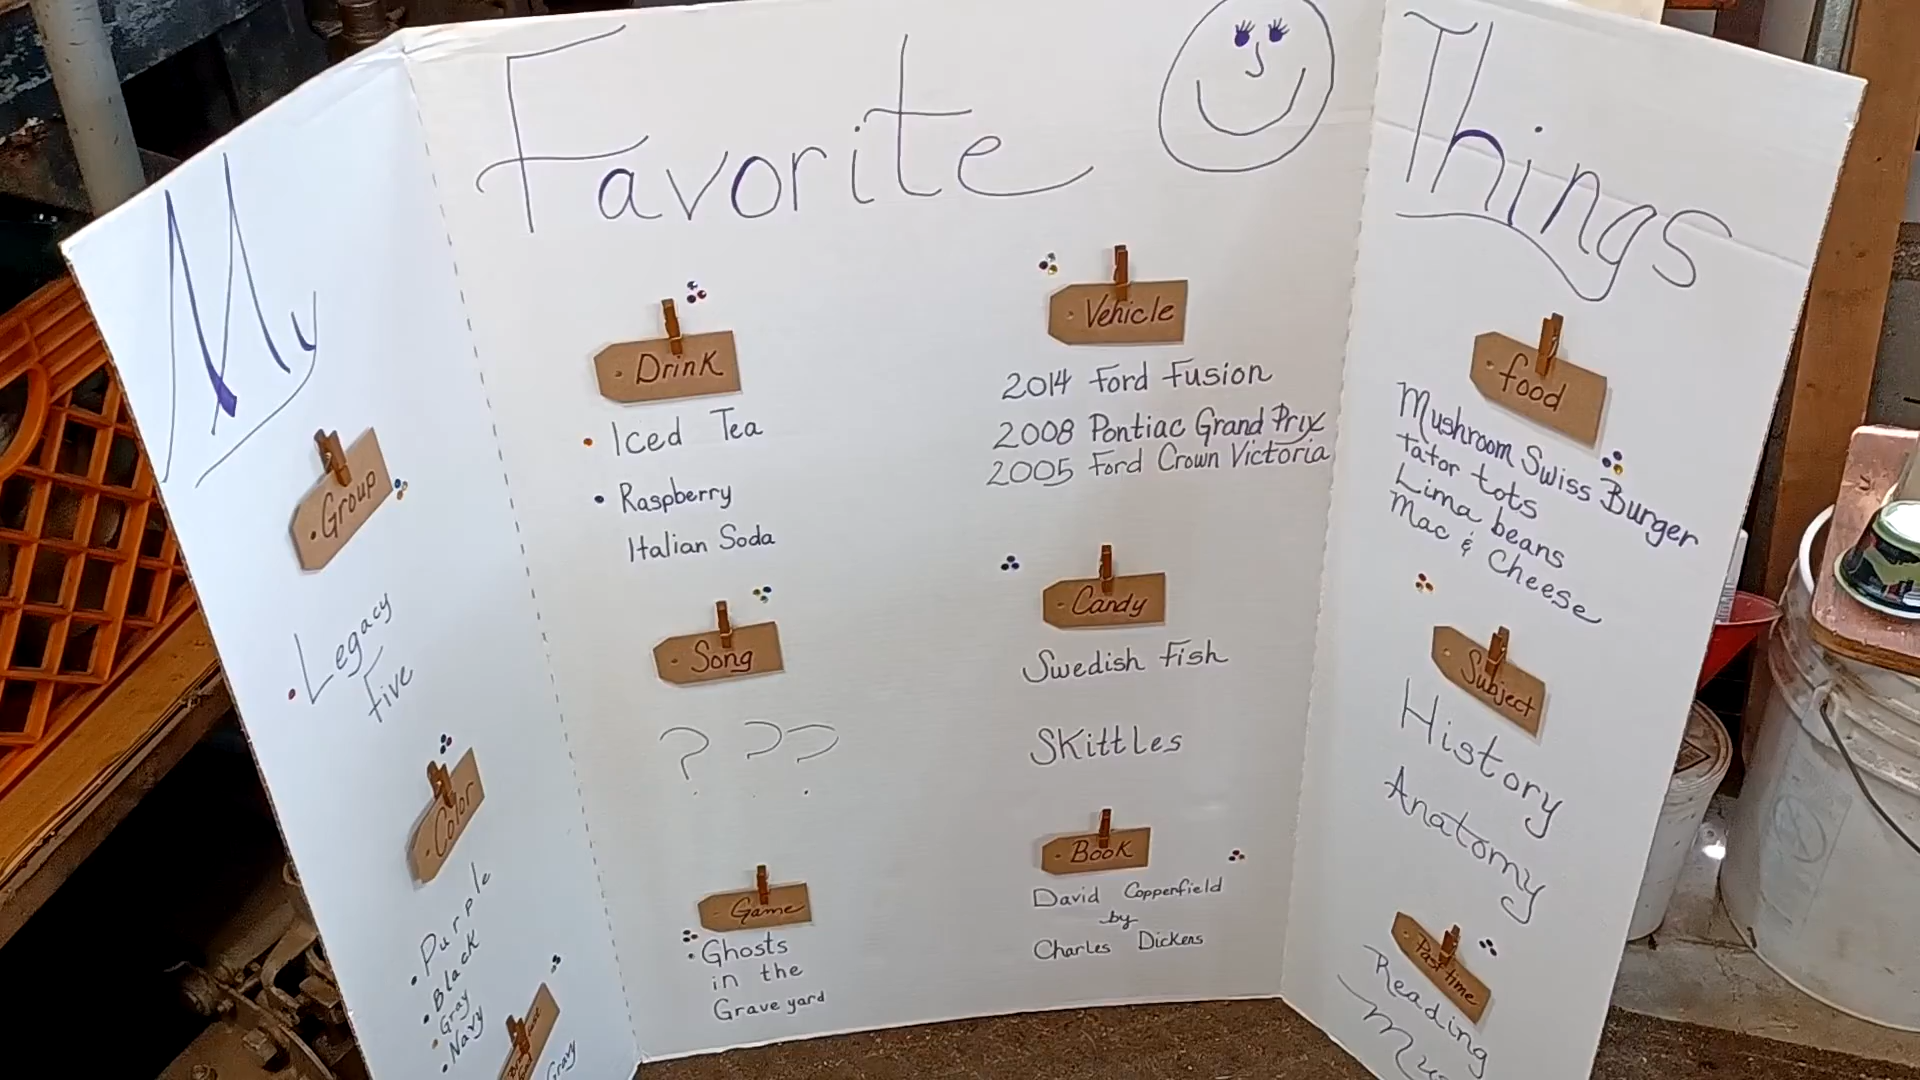 My Favorite Things
Group
Legacy
Five
Color
Purple
Black
Gray
Navy
Gravy
Drink
Iced Tea
Raspberry
Italian Soda
Song
? ? ?
Game
Ghosts
in the
Graveyard
Vehicle
2014 Ford Fusion
2008 Pontiac Grand Prix
2005 Ford Crown Victoria
Candy
Swedish Fish
Skittles
Book
David Copperfield
by
Charles Dickens
food
Mushroom Swiss Burger
tator tots
Lima beans
Mac & Cheese
Subject
History
Anatomy
Past time
Reading